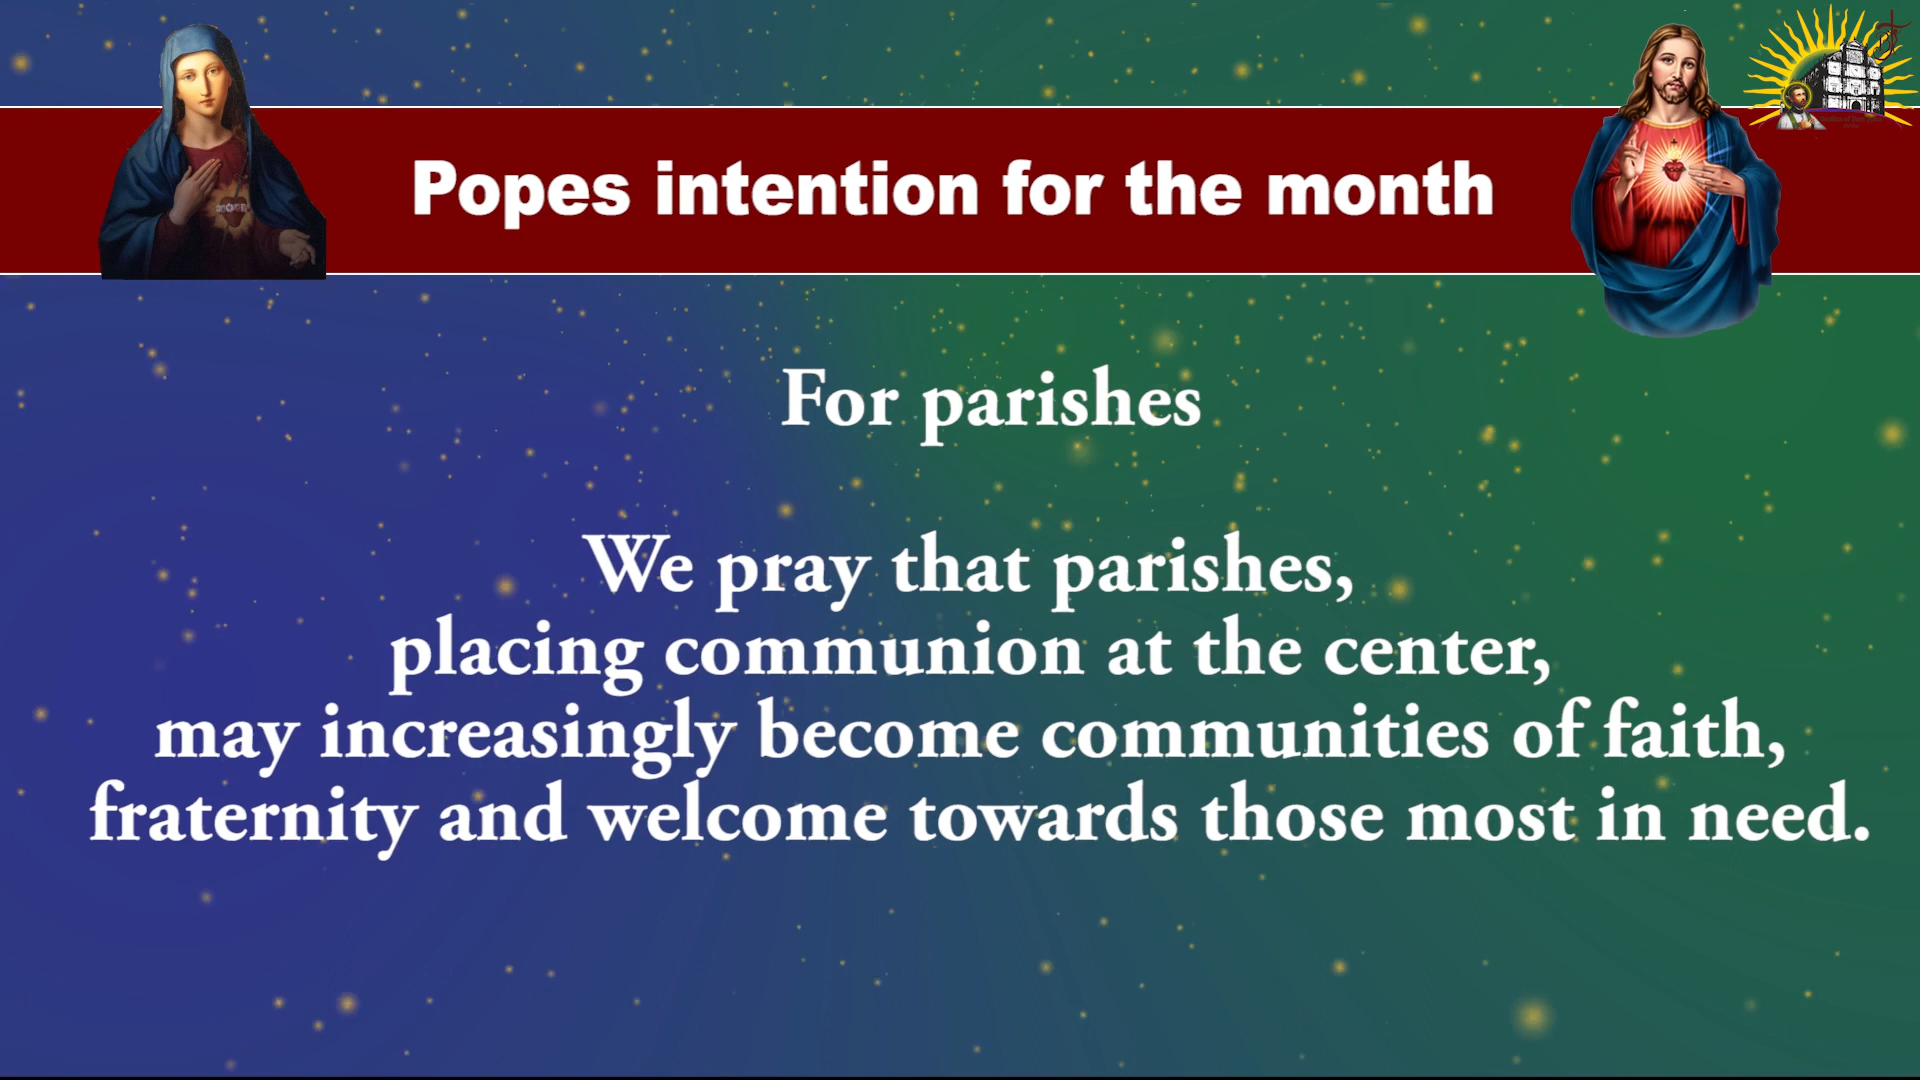 Popes intention for the month
For parishes
We pray that parishes,
placing communion at the center,
may increasingly become communities of faith,
fraternity and welcome towards those most in need.